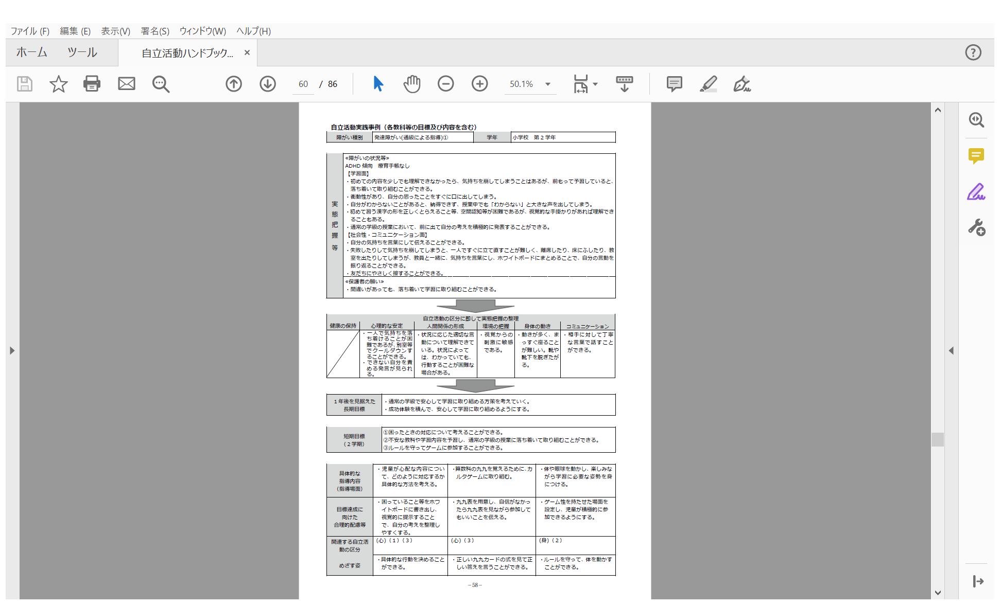 ファイル (F) 編集 (E) 表示(V) 署名(S) ウィンドウ(W) ヘルプ(H)
ホーム ツール 自立活動ハンドブック... ×
60 / 86 50.1%
自立活動実践事例（各教科等の目標及び内容を含む）
障がい種別 発達障がい(通級による指導)① 学年 小学校 第２学年
実態把握等
≪障がいの状況等≫
ADHD 傾向 療育手帳なし
【学習面】
・初めての内容を少しでも理解できなかったら、気持ちを崩してしまうことはあるが、前もって予習していると、
落ち着いて取り組むことができる。
・衝動性があり、自分の思ったことをすぐに口に出してしまう。
・自分がわからないことがあると、納得できず、授業中でも「わからない」と大きな声を出してしまう。
・初めて習う漢字の形を正しくとらえること等、空間認知等が困難であるが、視覚的な手掛かりがあれば理解でき
ることもある。
・通常の学級の授業において、前に出て自分の考えを積極的に発表することができる。
【社会性・コミュニケーション面】
・自分の気持ちを言葉にして伝えることができる。
・失敗したりして気持ちを崩してしまうと、一人ですぐに立て直すことが難しく、離席したり、床にふしたり、教
室を出たりしてしまうが、教員と一緒に、気持ちを言葉にし、ホワイトボードにまとめることで、自分の言動を
振り返ることができる。
・友だちにやさしく接することができる。
≪保護者の願い≫
・間違いがあっても、落ち着いて学習に取り組むことができる。
自立活動の区分に即して実態把握の整理
健康の保持 心理的な安定 人間関係の形成 環境の把握 身体の動き コミュニケーション
・一人で気持ちを落
ち着けることが困
難であるが、別室等
でクールダウンす
ることができる。
・できない自分を責
める発言が見られ
る。
・状況に応じた適切な言
動について理解できて
いる。状況によって
は、わかっていても、
行動することが困難な
場合がある。
・視覚からの
刺激に敏感
である。
・動きが多く、ま
っすぐ座ること
が難しい。靴や
靴下を脱ぎたが
る。
・相手に対して丁寧
な言葉で話すこと
ができる。
１年後を見据えた
長期目標
・通常の学級で安心して学習に取り組める方策を考えていく。
・成功体験を積んで、安心して学習に取り組めるようにする。
短期目標
（２学期）
①困ったときの対応について考えることができる。
②不安な教科や学習内容を予習し、通常の学級の授業に落ち着いて取り組むことができる。
③ルールを守ってゲームに参加することができる。
具体的な
指導内容
（指導場面）
・児童が心配な内容につい
て、どのように対応するか
具体的な方法を考える。
・算数科の九九を覚えるために、カ
ルタゲームに取り組む。
・体や眼球を動かし、楽しみな
がら学習に必要な姿勢を身
につける。
目標達成に
向けた
合理的配慮等
・困っていること等をホワ
イトボードに書き出し、
視覚的に提示すること
で、自分の考えを整理し
やすくする。
・九九表を用意し、自信がなかっ
たら九九表を見ながら参加して
もいいことを伝える。
・ゲーム性を持たせた場面を
設定し、児童が積極的に参
加できるようにする。
関連する自立活
動の区分
(心)（１）（３） (心)（３） (身)（２）
めざす姿
・具体的な行動を決めること
ができる。
・正しい九九カードの式を見て正
しい答えを言うことができる。
・ルールを守って、体を動かす
ことができる。
－58－